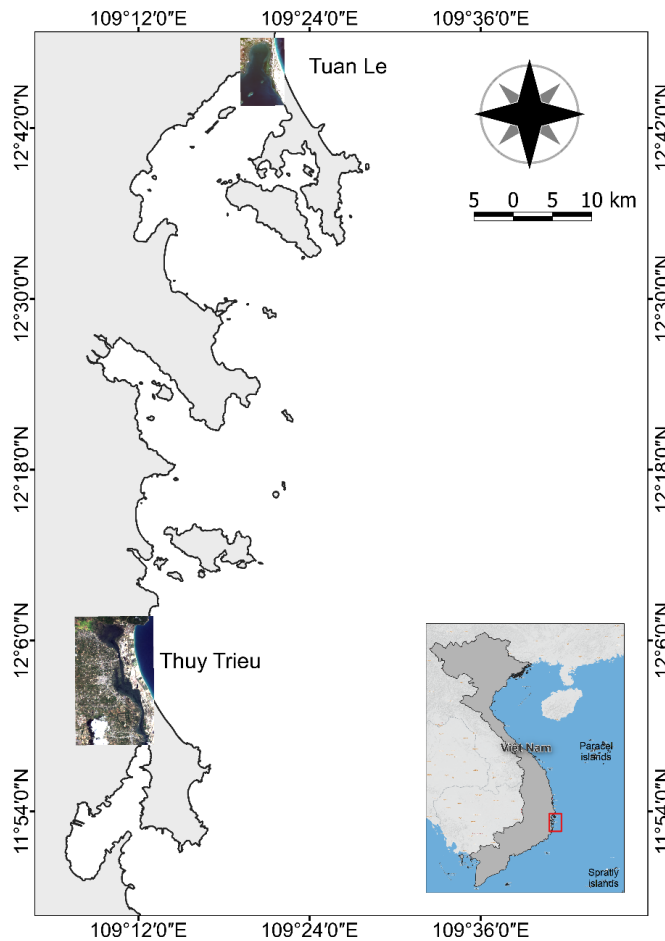 109°12′0″E 109°24′0″E 109°36′0″E
Tuan Le
12°42′0″N 12°42′0″N
5 0 5 10 km
12°30′0″N 12°30′0″N
12°18′0″N 12°18′0″N
12°6′0″N 12°6′0″N
Thuy Trieu
Việt Nam
Paracel
islands
11°54′0″N 11°54′0″N
Spratly
islands
109°12′0″E 109°24′0″E 109°36′0″E